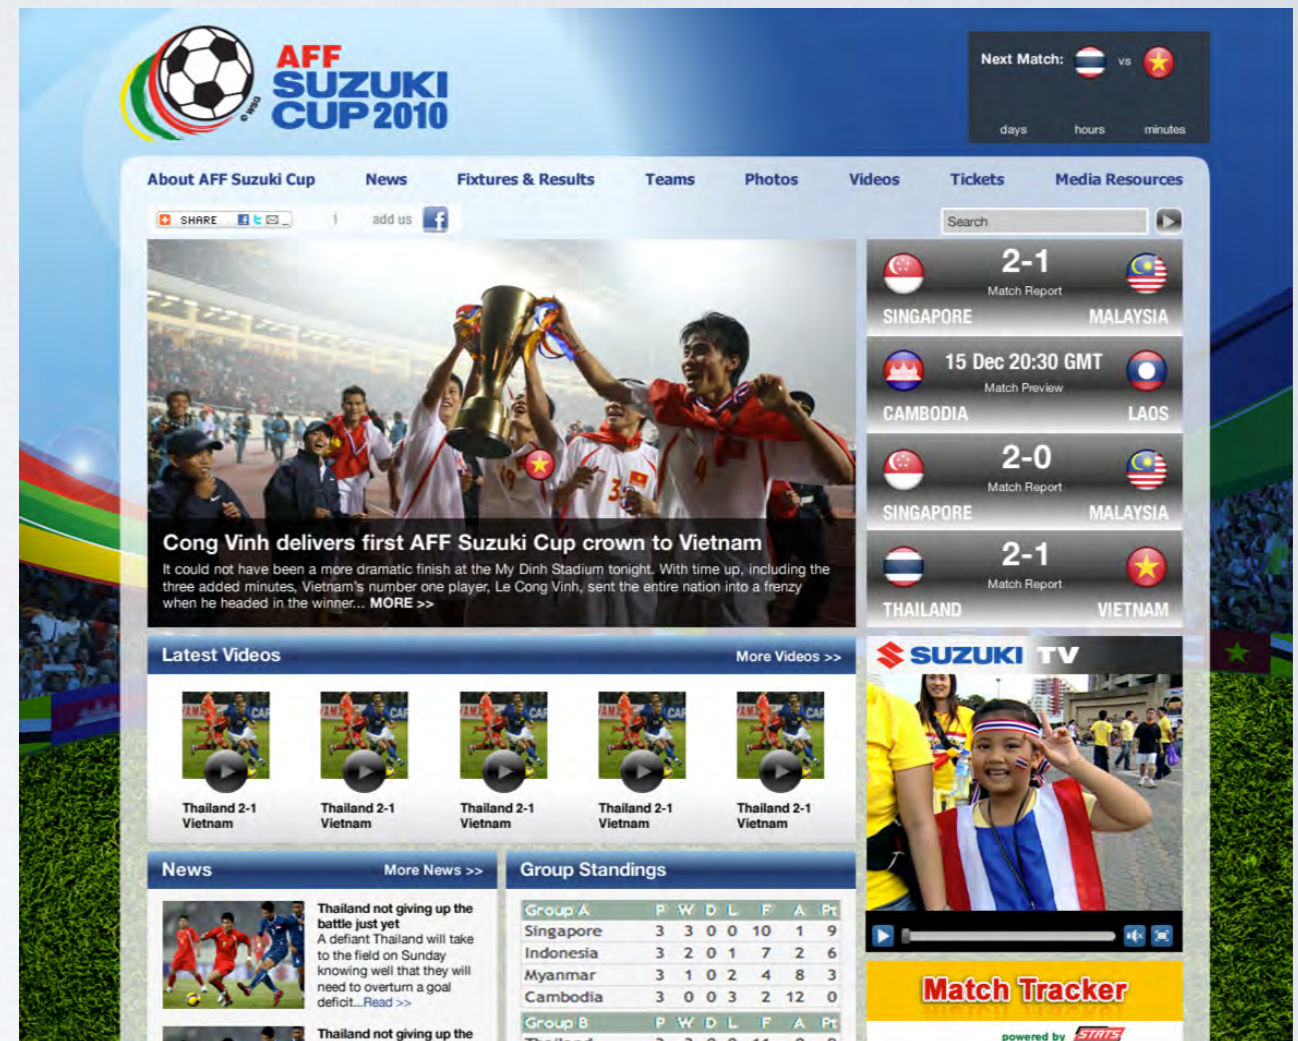 AFF
SUZUKI
CUP 2010
© WSG
Next Match: vs
days hours minutes
About AFF Suzuki Cup News Fixtures & Results Teams Photos Videos Tickets Media Resources
SHARE | add us
Search
2-1
Match Report
SINGAPORE MALAYSIA
15 Dec 20:30 GMT
Match Preview
CAMBODIA LAOS
2-0
Match Report
SINGAPORE MALAYSIA
2-1
Match Report
THAILAND VIETNAM
Cong Vinh delivers first AFF Suzuki Cup crown to Vietnam
It could not have been a more dramatic finish at the My Dinh Stadium tonight. With time up, including the
three added minutes, Vietnam's number one player, Le Cong Vinh, sent the entire nation into a frenzy
when he headed in the winner... MORE >>
Latest Videos More Videos >>
Thailand 2-1
Vietnam
Thailand 2-1
Vietnam
Thailand 2-1
Vietnam
Thailand 2-1
Vietnam
Thailand 2-1
Vietnam
SUZUKI TV
News More News >>
Thailand not giving up the
battle just yet
A defiant Thailand will take
to the field on Sunday
knowing well that they will
need to overturn a goal
deficit...Read >>
Thailand not giving up the
Group Standings
Group A P W D L F A Pt
Singapore 3 3 0 0 10 1 9
Indonesia 3 2 0 1 7 2 6
Myanmar 3 1 0 2 4 8 3
Cambodia 3 0 0 3 2 12 0
Group B P W D L F A Pt
Match Tracker
powered by STATS